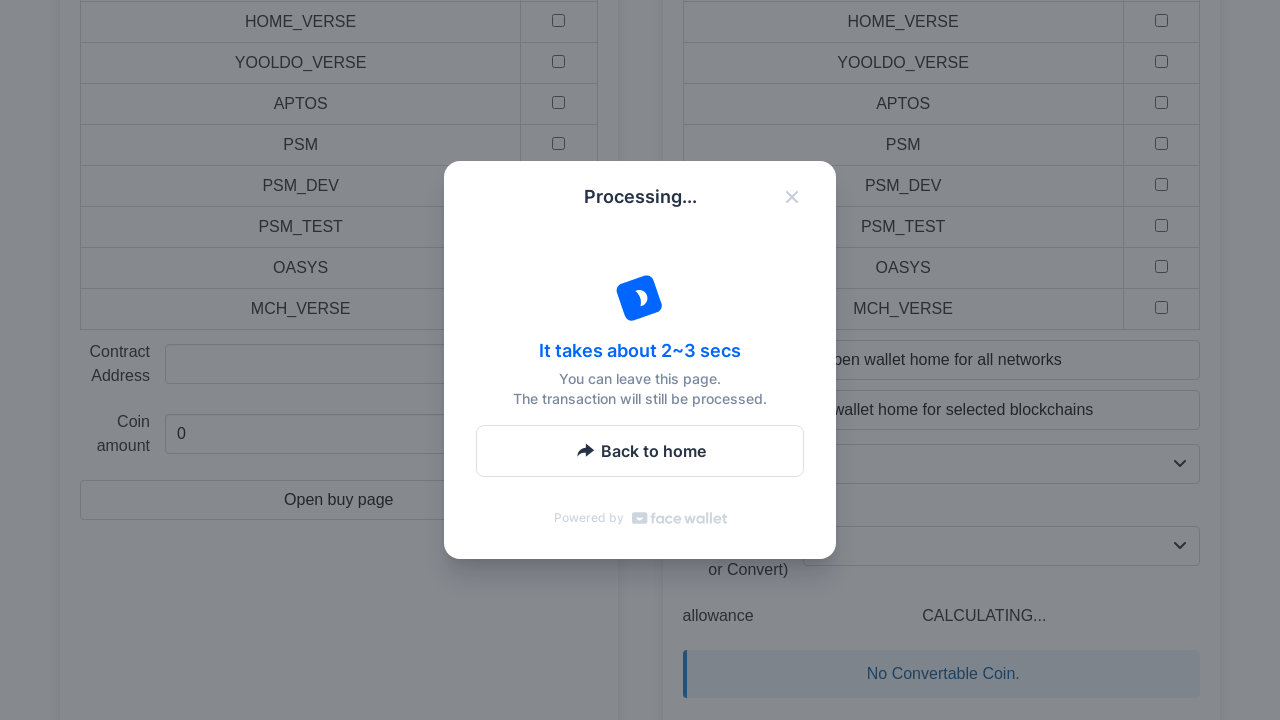 HOME_VERSE
YOOLDO_VERSE
APTOS
PSM
PSM_DEV
PSM_TEST
OASYS
MCH_VERSE
Contract
Address
Coin
amount
0
Open buy page
HOME_VERSE
YOOLDO_VERSE
APTOS
PSM
PSM_DEV
PSM_TEST
OASYS
MCH_VERSE
pen wallet home for all networks
wallet home for selected blockchains
or Convert)
allowance
CALCULATING...
No Convertable Coin.
Processing...
It takes about 2~3 secs
You can leave this page.
The transaction will still be processed.
Back to home
Powered by face wallet